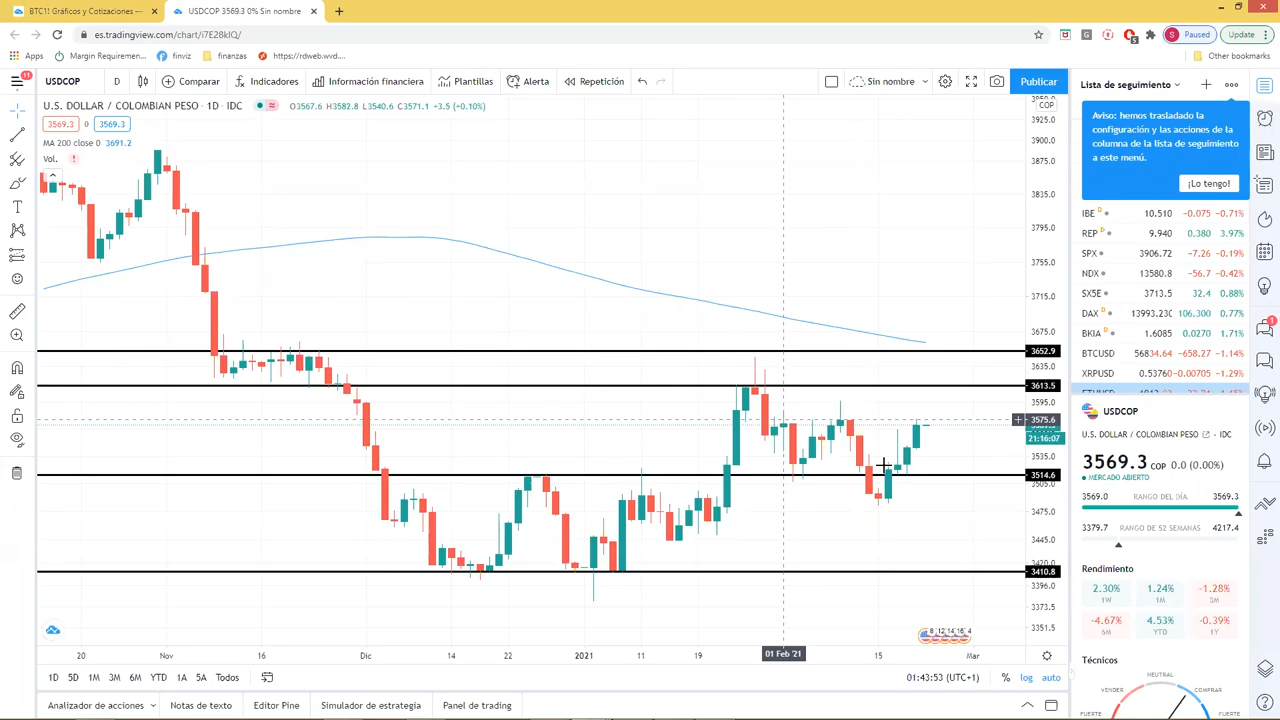 BTC1! Gráficos y Cotizaciones —
USDCOP 3569.3 0% Sin nombre
es.tradingview.com/chart/i7E28kIQ/
Paused
Update
Apps
Margin Requiremen...
finviz
finanzas
https://rdweb.wvd....
Other bookmarks
11
USDCOP
D
Comparar
Indicadores
Información financiera
Plantillas
Alerta
Repetición
Sin nombre
Publicar
Lista de seguimiento
U.S. DOLLAR / COLOMBIAN PESO · 1D · IDC
O3567.6 H3582.8 L3540.6 C3571.1 +3.5 (+0.10%)
3569.3 0 3569.3
MA 200 close 0 3691.2
Vol.
COP
3925.0
3900.0
3875.0
3835.0
3795.0
3755.0
3715.0
3675.0
3652.9
3635.0
3613.5
3595.0
3575.6
21:16:07
3535.0
3514.6
3505.0
3475.0
3445.0
3420.0
3410.8
3396.0
3373.5
3351.5
20
Nov
16
Dic
14
22
2021
11
19
01 Feb '21
15
Mar
1D 5D 1M 3M 6M YTD 1A 5A Todos
01:43:53 (UTC+1)
%
log
auto
Analizador de acciones
Notas de texto
Editor Pine
Simulador de estrategia
Panel de trading
Aviso: hemos trasladado la
configuración y las acciones de la
columna de la lista de seguimiento
a este menú.
¡Lo tengo!
IBE D 10.510 −0.075 −0.71%
REP D 9.940 0.380 3.97%
SPX 3906.72 −7.26 −0.19%
NDX 13580.8 −56.7 −0.42%
SX5E 3713.5 32.4 0.88%
DAX D 13993.230 106.300 0.77%
BKIA D 1.6085 0.0270 1.71%
BTCUSD 56834.64 −658.27 −1.14%
XRPUSD 0.53760 −0.00705 −1.29%
USDCOP
U.S. DOLLAR / COLOMBIAN PESO · IDC
3569.3 COP 0.0 (0.00%)
MERCADO ABIERTO
3569.0 RANGO DEL DÍA 3569.3
3379.7 RANGO DE 52 SEMANAS 4217.4
Rendimiento
2.30% 1.24% −1.28%
1W 1M 3M
−4.67% 4.53% −0.39%
6M YTD 1Y
Técnicos
NEUTRAL
VENDER COMPRAR
FUERTE FUERTE